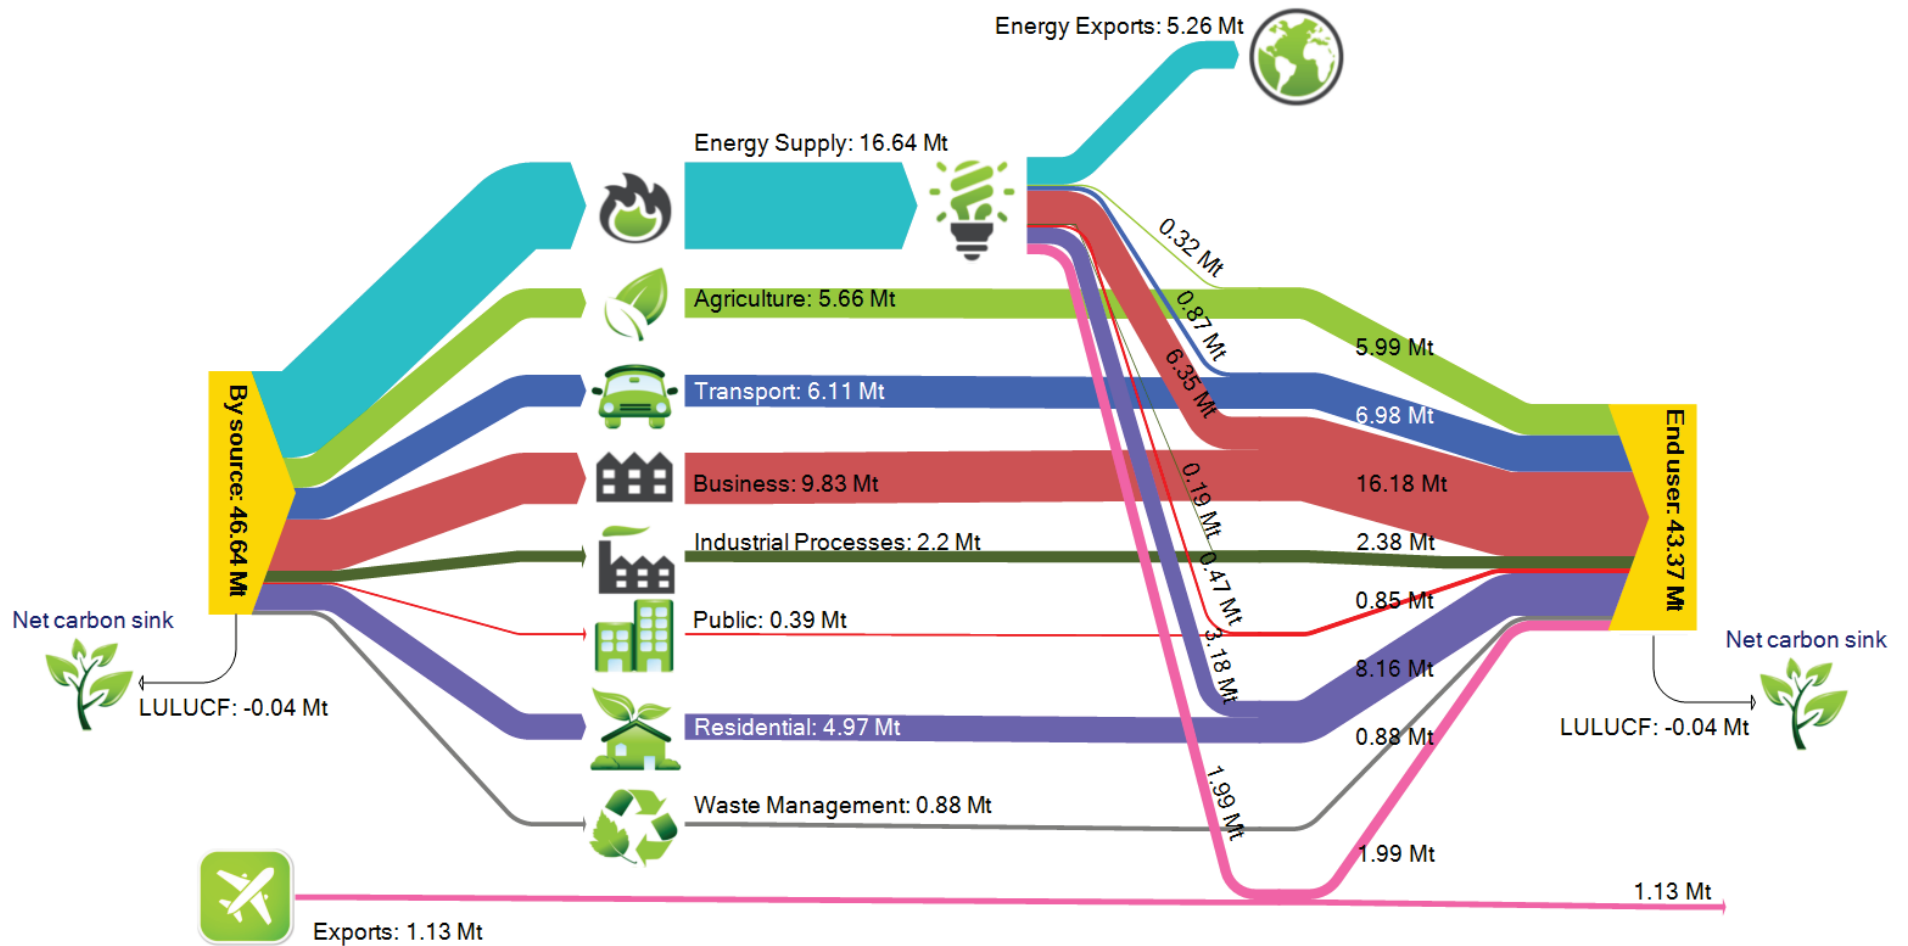 Energy Exports: 5.26 Mt
Energy Supply: 16.64 Mt
0.32 Mt
Agriculture: 5.66 Mt
0.87 Mt
5.99 Mt
6.35 Mt
Transport: 6.11 Mt
6.98 Mt
By source: 46.64 Mt
End user: 43.37 Mt
Business: 9.83 Mt
0.19 Mt
16.18 Mt
Industrial Processes: 2.2 Mt
2.38 Mt
0.47 Mt
Public: 0.39 Mt
0.85 Mt
Net carbon sink
Net carbon sink
3.18 Mt
8.16 Mt
LULUCF: -0.04 Mt
Residential: 4.97 Mt
LULUCF: -0.04 Mt
0.88 Mt
1.99 Mt
Waste Management: 0.88 Mt
1.99 Mt
1.13 Mt
Exports: 1.13 Mt